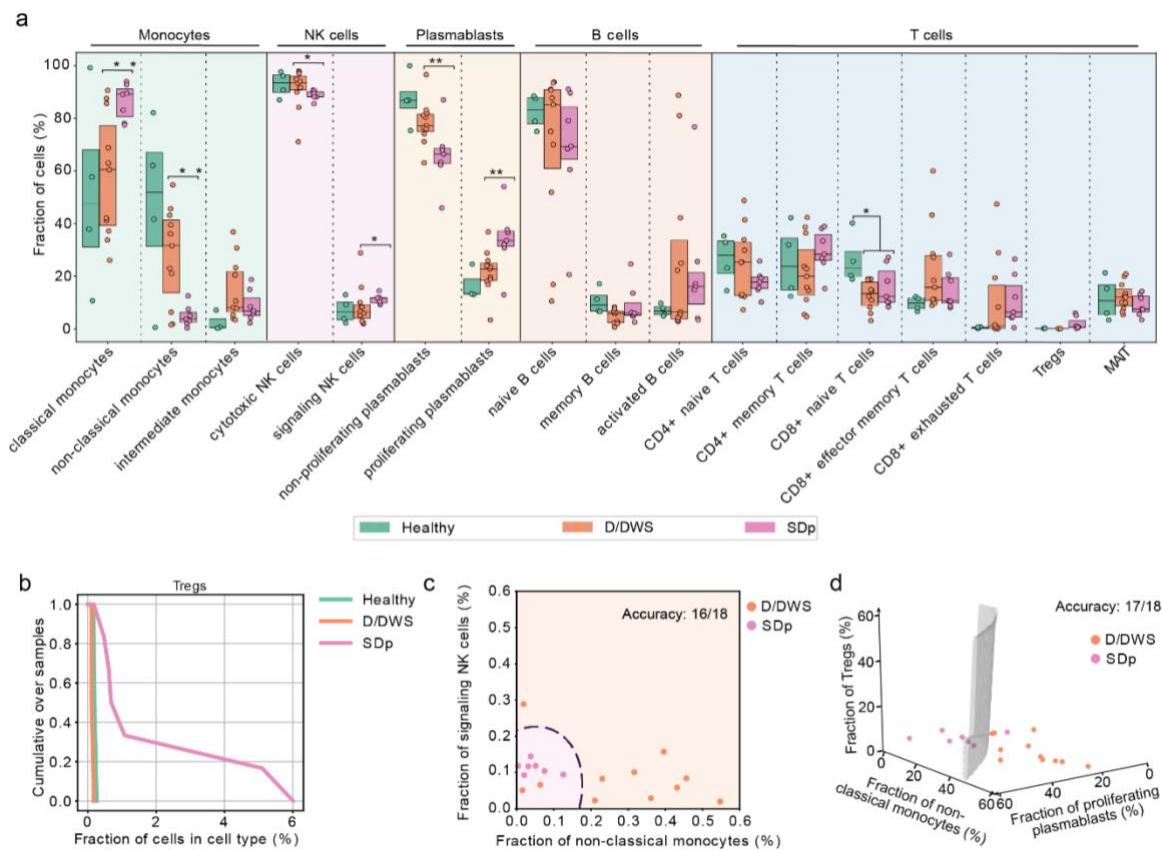 a
Monocytes NK cells Plasmablasts B cells T cells
Fraction of cells (%)
100
80
60
40
20
0
* * *
* * *
*
*
**
**
*
classical monocytes
non-classical monocytes
intermediate monocytes
cytotoxic NK cells
signaling NK cells
non-proliferating plasmablasts
proliferating plasmablasts
naive B cells
memory B cells
activated B cells
CD4+ naive T cells
CD4+ memory T cells
CD8+ naive T cells
CD8+ effector memory T cells
CD8+ exhausted T cells
Tregs
MAIT
Healthy D/DWS SDp
b
Tregs
Cumulative over samples
1.0
0.8
0.6
0.4
0.2
0.0
0 1 2 3 4 5 6
Fraction of cells in cell type (%)
Healthy
D/DWS
SDp
c
Fraction of signaling NK cells (%)
0.6
0.5
0.4
0.3
0.2
0.1
0.0
0.0 0.1 0.2 0.3 0.4 0.5 0.6
Fraction of non-classical monocytes (%)
Accuracy: 16/18
D/DWS
SDp
d
Accuracy: 17/18
D/DWS
SDp
Fraction of Tregs (%)
60
40
20
0
0
20
40
60
60
40
20
0
Fraction of non-
classical monocytes (%)
Fraction of proliferating
plasmablasts (%)